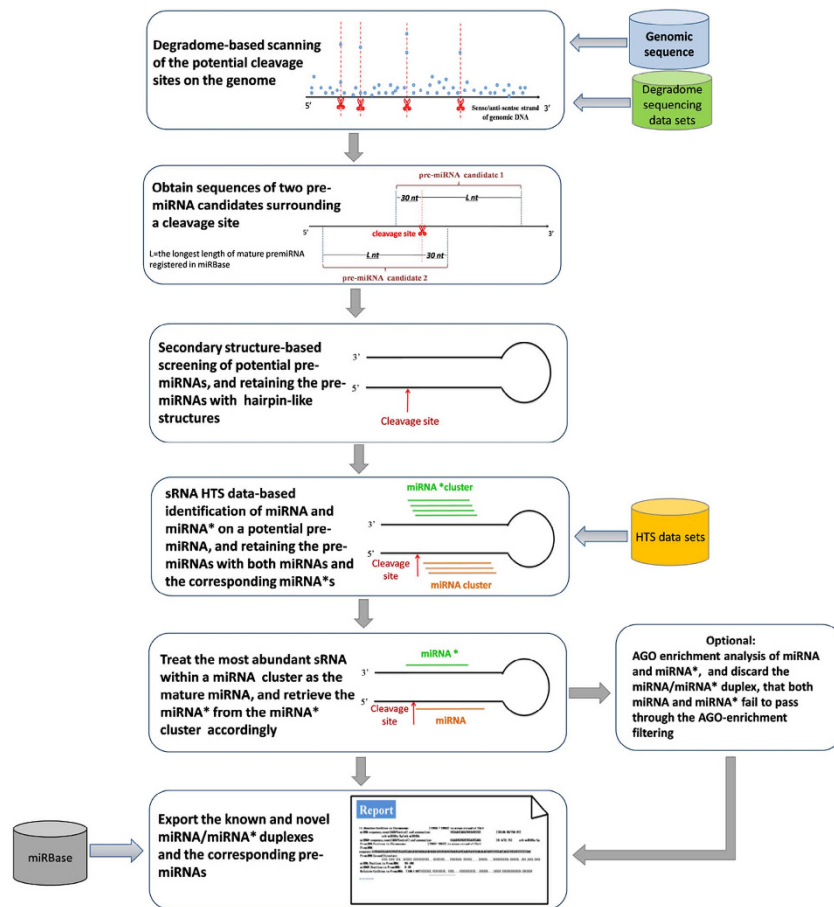 Degradome-based scanning
of the potential cleavage
sites on the genome
5'
Sense/anti-sense strand
of genomic DNA
3'
Genomic
sequence
Degradome
sequencing
data sets
Obtain sequences of two pre-
miRNA candidates surrounding
a cleavage site
L=the longest length of mature premiRNA
registered in miRBase
pre-miRNA candidate 1
30 nt
L nt
5'
cleavage site
3'
L nt
30 nt
pre-miRNA candidate 2
Secondary structure-based
screening of potential pre-
miRNAs, and retaining the pre-
miRNAs with hairpin-like
structures
3'
5'
Cleavage site
sRNA HTS data-based
identification of miRNA and
miRNA* on a potential pre-
miRNA, and retaining the pre-
miRNAs with both miRNAs and
the corresponding miRNA*s
miRNA *cluster
3'
5'
Cleavage
site
miRNA cluster
HTS data sets
Treat the most abundant sRNA
within a miRNA cluster as the
mature miRNA, and retrieve the
miRNA* from the miRNA*
cluster accordingly
miRNA *
3'
5'
Cleavage
site
miRNA
Optional:
AGO enrichment analysis of miRNA
and miRNA*, and discard the
miRNA/miRNA* duplex, that both
miRNA and miRNA* fail to pass
through the AGO-enrichment
filtering
miRBase
Export the known and novel
miRNA/miRNA* duplexes
and the corresponding pre-
miRNAs
Report